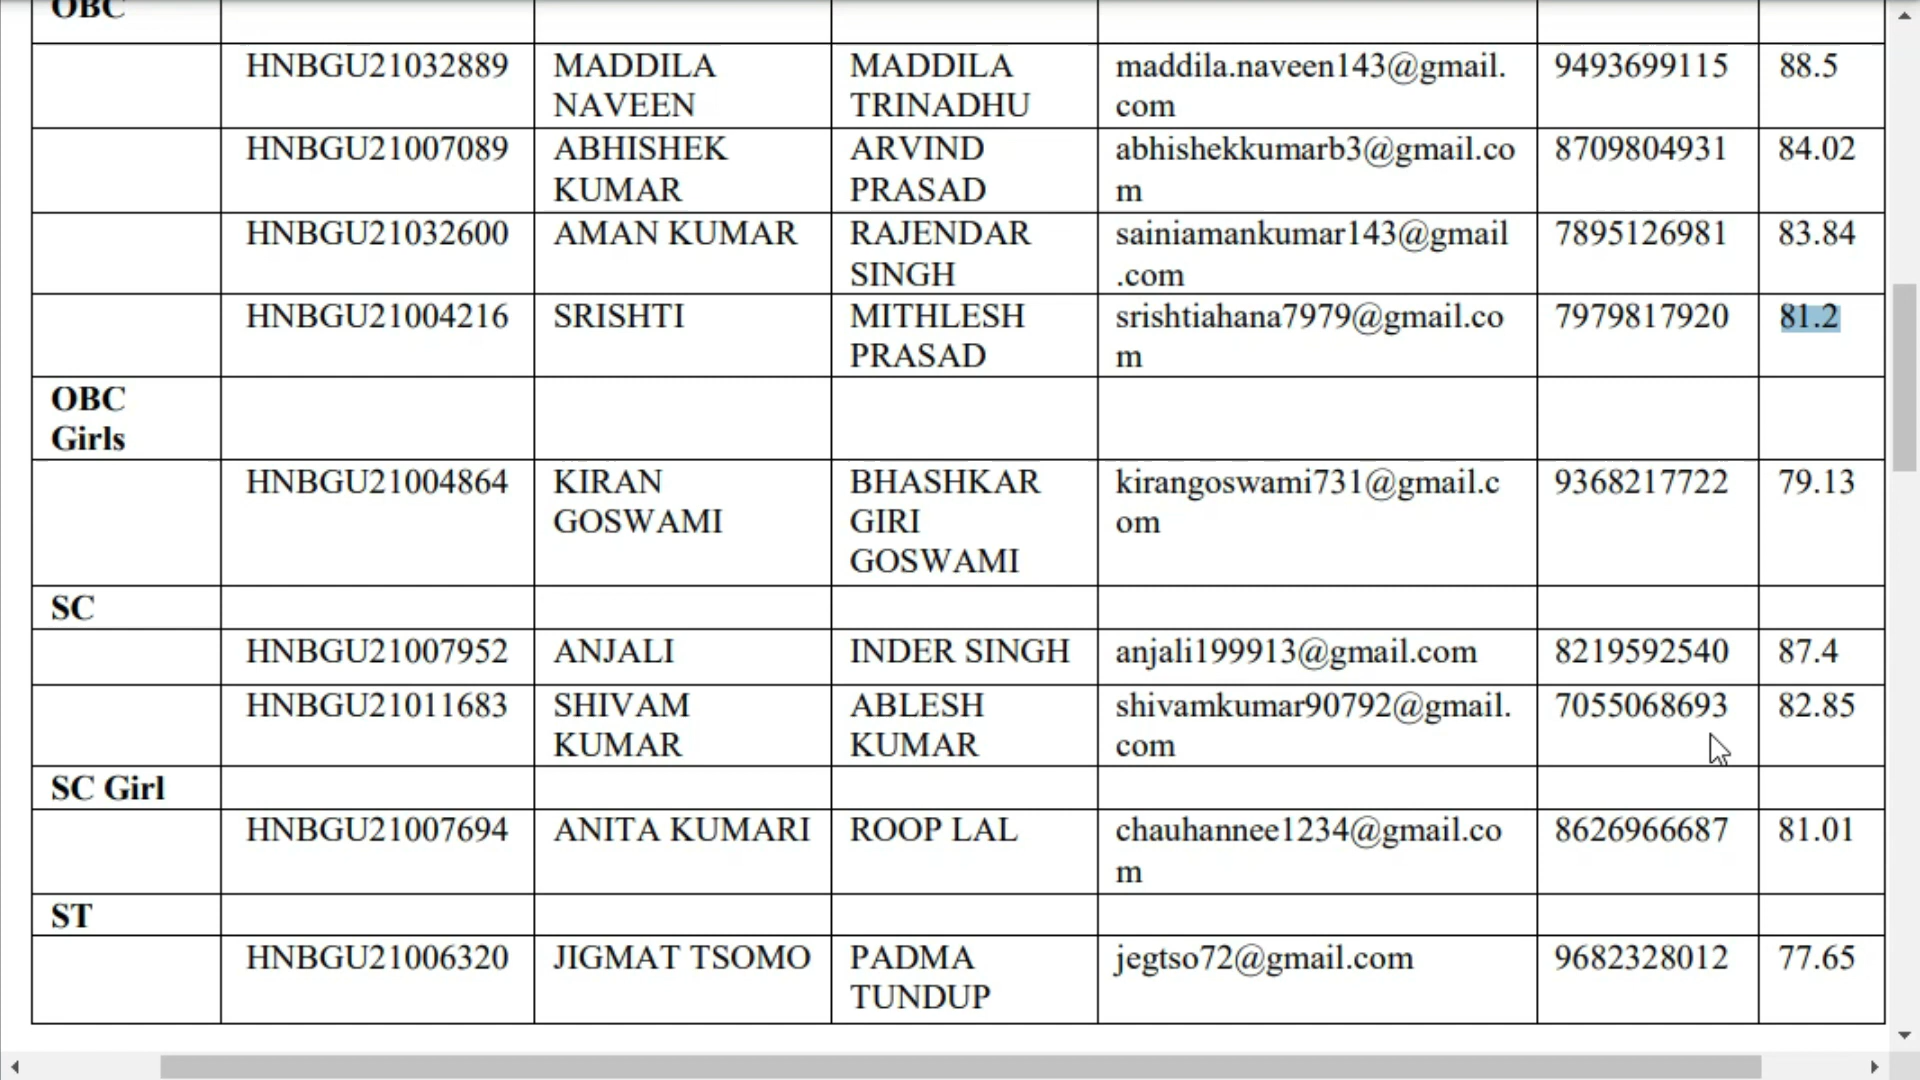 OBC
HNBGU21032889 MADDILA MADDILA maddila.naveen143@gmail. 9493699115 88.5
NAVEEN TRINADHU com
HNBGU21007089 ABHISHEK ARVIND abhishekkumarb3@gmail.co 8709804931 84.02
KUMAR PRASAD m
HNBGU21032600 AMAN KUMAR RAJENDAR sainiamankumar143@gmail 7895126981 83.84
SINGH .com
HNBGU21004216 SRISHTI MITHLESH srishtiahana7979@gmail.co 7979817920 81.2
PRASAD m
OBC
Girls
HNBGU21004864 KIRAN BHASHKAR kirangoswami731@gmail.c 9368217722 79.13
GOSWAMI GIRI om
GOSWAMI
SC
HNBGU21007952 ANJALI INDER SINGH anjali199913@gmail.com 8219592540 87.4
HNBGU21011683 SHIVAM ABLESH shivamkumar90792@gmail. 7055068693 82.85
KUMAR KUMAR com
SC Girl
HNBGU21007694 ANITA KUMARI ROOP LAL chauhannee1234@gmail.co 8626966687 81.01
m
ST
HNBGU21006320 JIGMAT TSOMO PADMA jegtso72@gmail.com 9682328012 77.65
TUNDUP